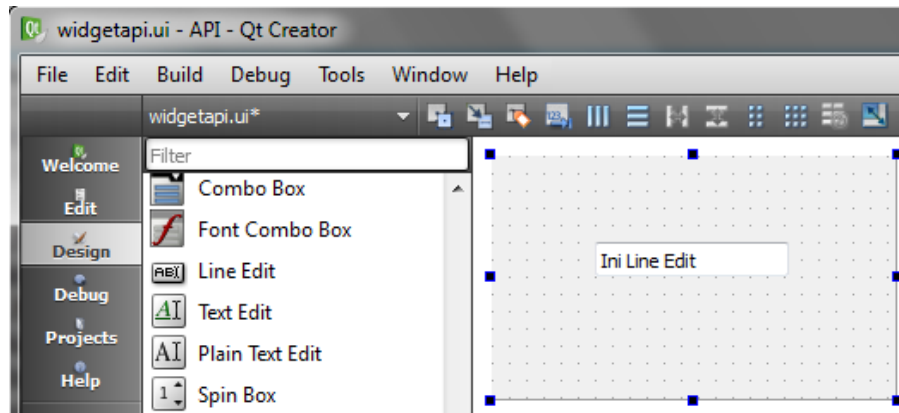 widgetapi.ui - API - Qt Creator
File Edit Build Debug Tools Window Help
widgetapi.ui*
Welcome
Edit
Design
Debug
Projects
Help
Filter
Combo Box
Font Combo Box
Line Edit
Text Edit
Plain Text Edit
Spin Box
Ini Line Edit